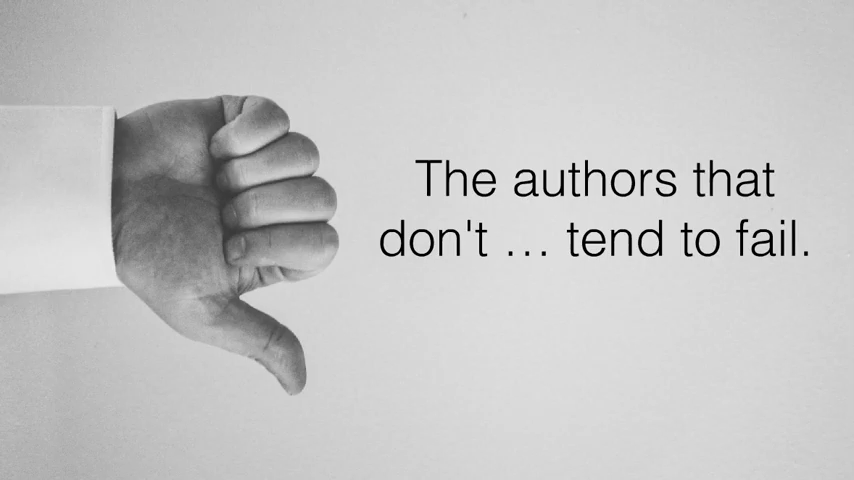 The authors that
don't … tend to fail.